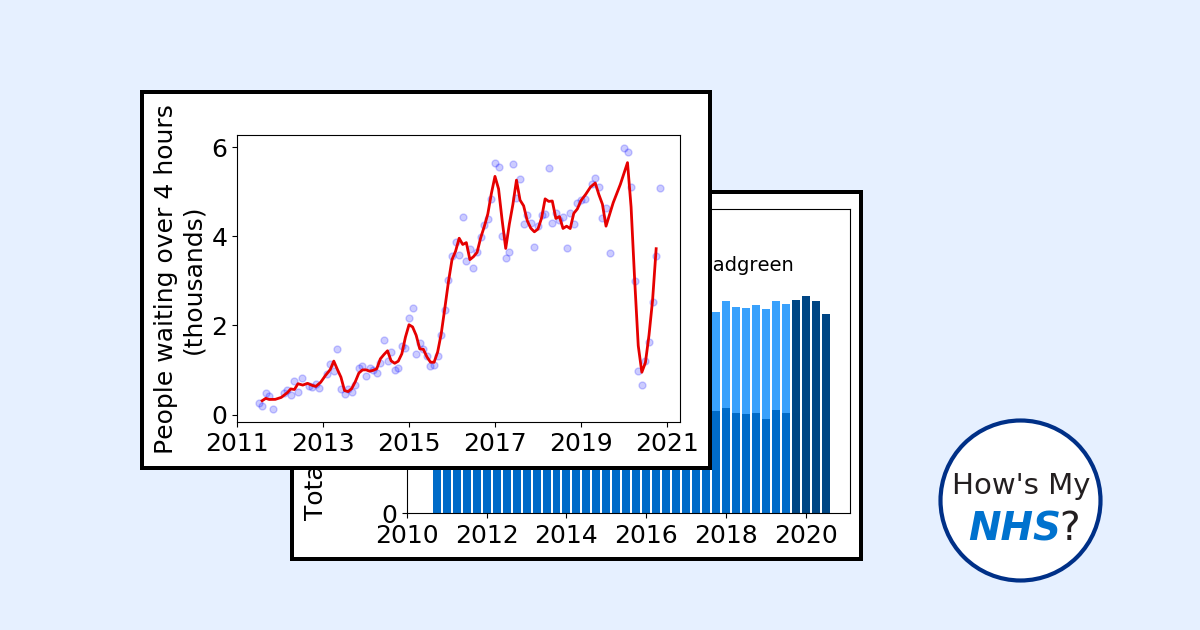 People waiting over 4 hours
(thousands)
6
4
2
0
2011 2013 2015 2017 2019 2021
adgreen
Tota
0
2010 2012 2014 2016 2018 2020
How's My
NHS?